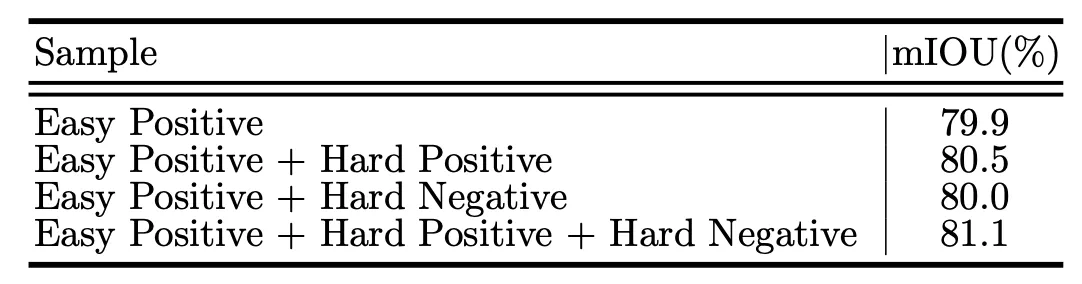 Sample mIOU(%)
Easy Positive 79.9
Easy Positive + Hard Positive 80.5
Easy Positive + Hard Negative 80.0
Easy Positive + Hard Positive + Hard Negative 81.1